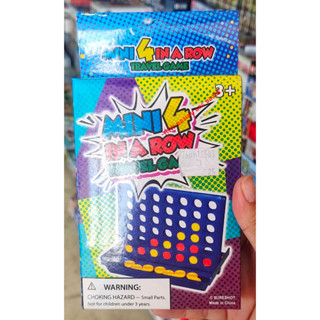 MINI 4 IN A ROW
TRAVEL GAME
3+
MINI 4
IN A ROW
TRAVEL GAME
WARNING:
CHOKING HAZARD — Small Parts.
Not for children under 3 years.
© SURESHOT
Made in China